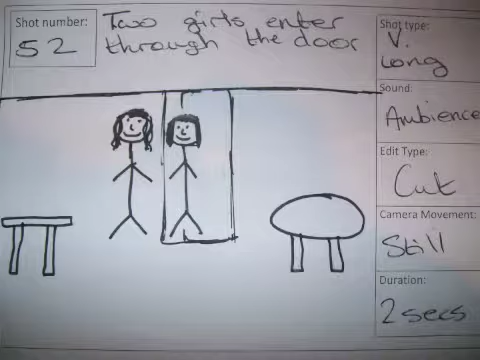 Shot number:
52
Two girls enter
through the door
Shot type:
V.
Long
Sound:
Ambience
Edit Type:
Cut
Camera Movement:
Still
Duration:
2 secs